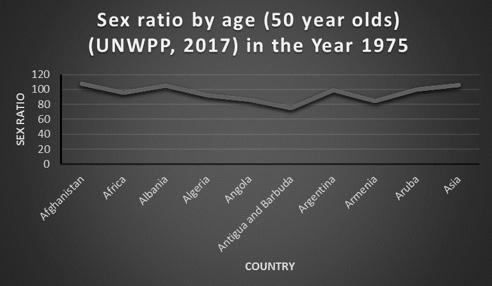 Sex ratio by age (50 year olds)
(UNWPP, 2017) in the Year 1975
120
100
80
60
40
20
0
SEX RATIO
Afghanistan
Africa
Albania
Algeria
Angola
Antigua and Barbuda
Argentina
Armenia
Aruba
Asia
COUNTRY